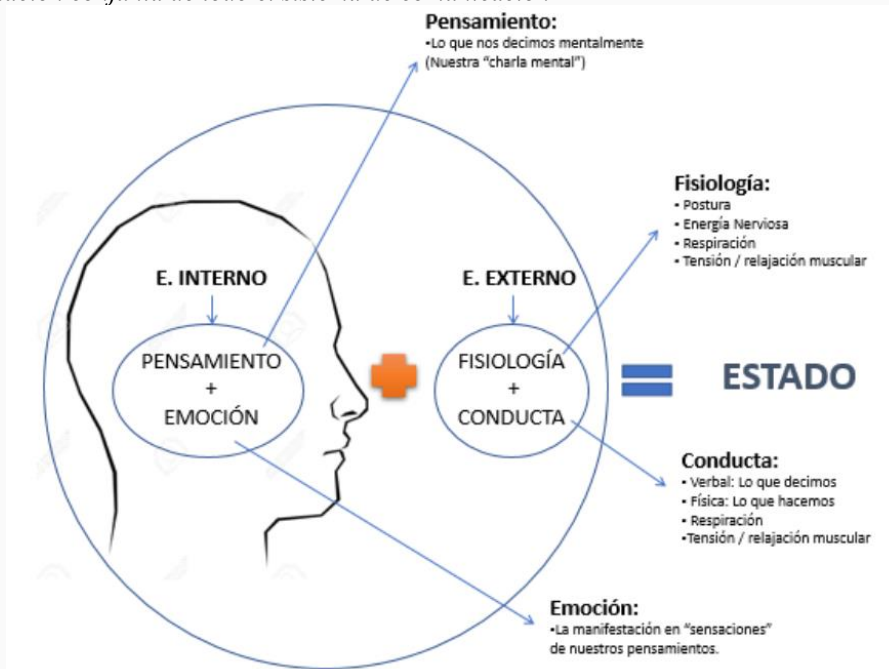 Pensamiento:
•Lo que nos decimos mentalmente
(Nuestra “charla mental”)
Fisiología:
• Postura
• Energía Nerviosa
• Respiración
• Tensión / relajación muscular
E. INTERNO
E. EXTERNO
PENSAMIENTO
+
EMOCIÓN
FISIOLOGÍA
+
CONDUCTA
ESTADO
Conducta:
• Verbal: Lo que decimos
• Física: Lo que hacemos
• Respiración
•Tensión / relajación muscular
Emoción:
•La manifestación en “sensaciones”
de nuestros pensamientos.